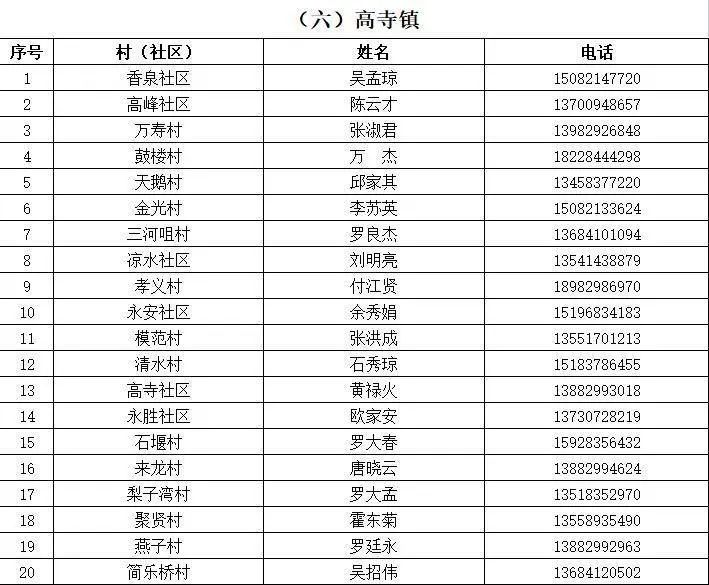 （六）高寺镇
序号 村（社区） 姓名 电话
1 香泉社区 吴孟琼 15082147720
2 高峰社区 陈云才 13700948657
3 万寿村 张淑君 13982926848
4 鼓楼村 万　杰 18228444298
5 天鹅村 邱家其 13458377220
6 金光村 李苏英 15082133624
7 三河咀村 罗良杰 13684101094
8 凉水社区 刘明亮 13541438879
9 孝义村 付江贤 18982986970
10 永安社区 余秀娟 15196834183
11 模范村 张洪成 13551701213
12 清水村 石秀琼 15183786455
13 高寺社区 黄禄火 13882993018
14 永胜社区 欧家安 13730728219
15 石堰村 罗大春 15928356432
16 来龙村 唐晓云 13882994624
17 梨子湾村 罗大孟 13518352970
18 聚贤村 霍东菊 13558935490
19 燕子村 罗廷永 13882992963
20 简乐桥村 吴招伟 13684120502